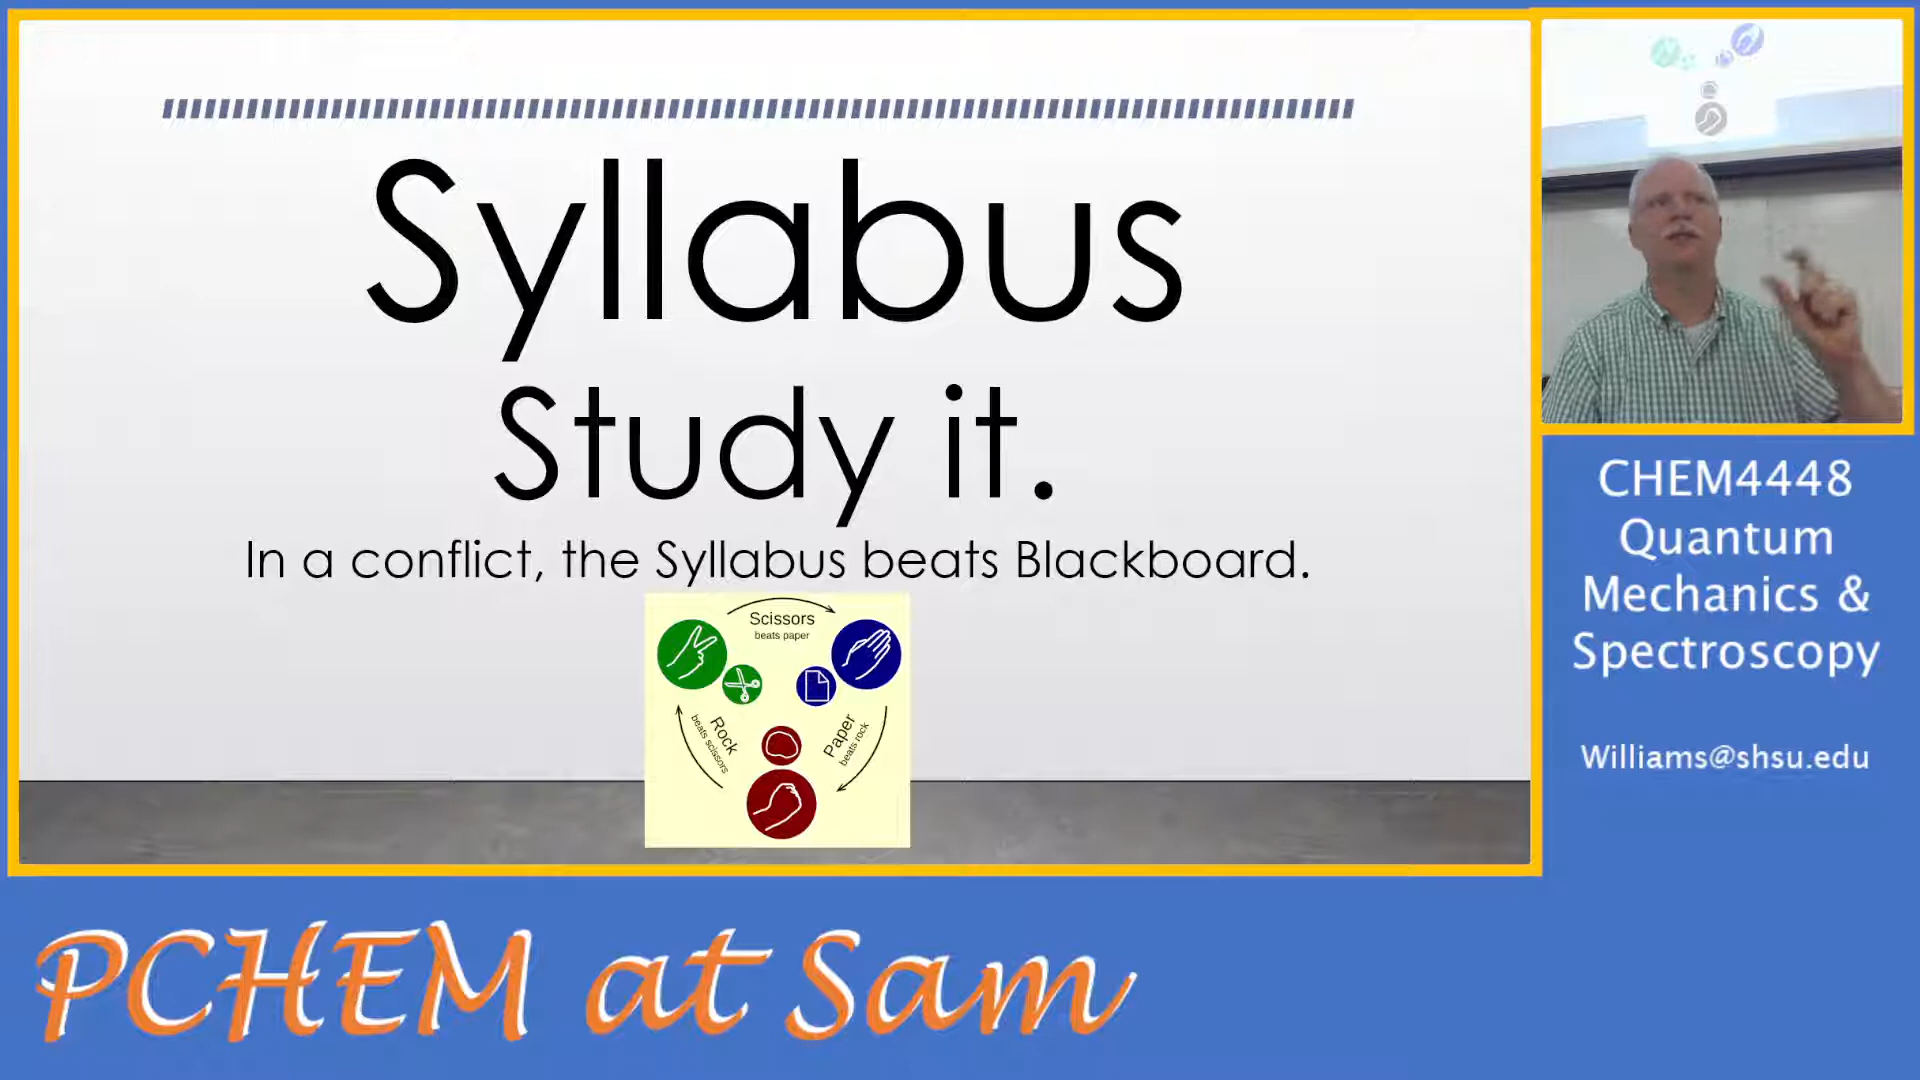 Syllabus
Study it.
In a conflict, the Syllabus beats Blackboard.
Scissors
beats paper
Rock
beats scissors
Paper
beats rock
CHEM4448
Quantum
Mechanics &
Spectroscopy
Williams@shsu.edu
PCHEM at Sam